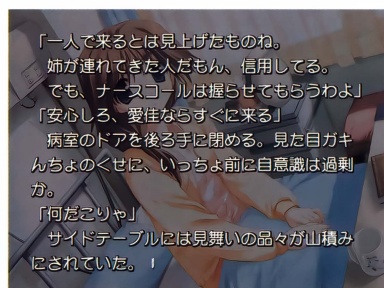 「一人で来るとは見上げたものね。
姉が連れてきた人だもん、信用してる。
でも、ナースコールは握らせてもらうわよ」
「安心しろ、愛佳ならすぐに来る」
病室のドアを後ろ手に閉める。見た目ガキ
んちょのくせに、いっちょ前に自意識は過剰
か。
「何だこりゃ」
サイドテーブルには見舞いの品々が山積み
にされていた。